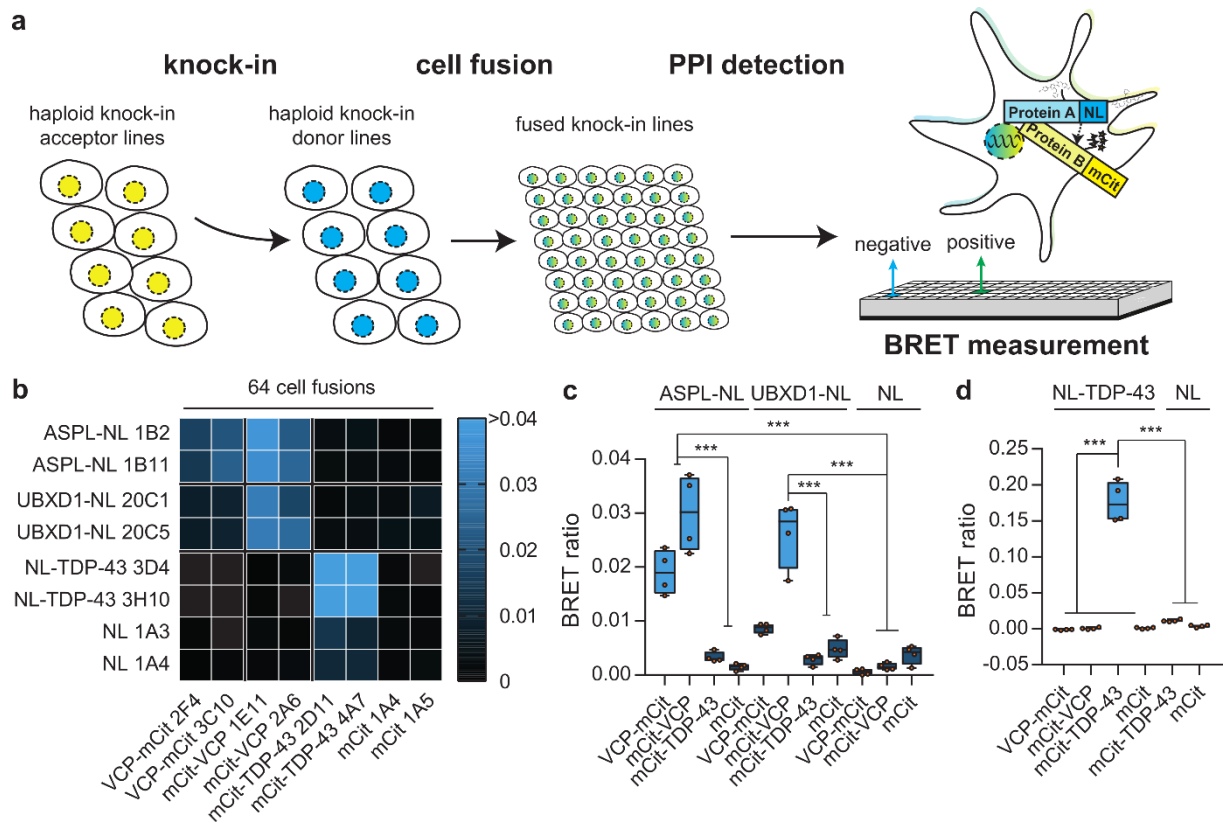 a
knock-in
cell fusion
PPI detection
haploid knock-in
acceptor lines
haploid knock-in
donor lines
fused knock-in lines
Protein A NL
Protein B mCit
negative
positive
BRET measurement
b
64 cell fusions
ASPL-NL 1B2
ASPL-NL 1B11
UBXD1-NL 20C1
UBXD1-NL 20C5
NL-TDP-43 3D4
NL-TDP-43 3H10
NL 1A3
NL 1A4
VCP-mCit 2F4
VCP-mCit 3C10
mCit-VCP 1E11
mCit-VCP 2A6
mCit-TDP-43 2D11
mCit-TDP-43 4A7
mCit 1A4
mCit 1A5
>0.04
0.03
0.02
0.01
0
c
ASPL-NL UBXD1-NL NL
***
***
***
***
BRET ratio
0.04
0.03
0.02
0.01
0.00
VCP-mCit
mCit-VCP
mCit-TDP-43
mCit
VCP-mCit
mCit-VCP
mCit-TDP-43
mCit
VCP-mCit
mCit-VCP
mCit
d
NL-TDP-43 NL
***
***
BRET ratio
0.25
0.20
0.15
0.10
0.05
0.00
-0.05
VCP-mCit
mCit-VCP
mCit-TDP-43
mCit
mCit-TDP-43
mCit